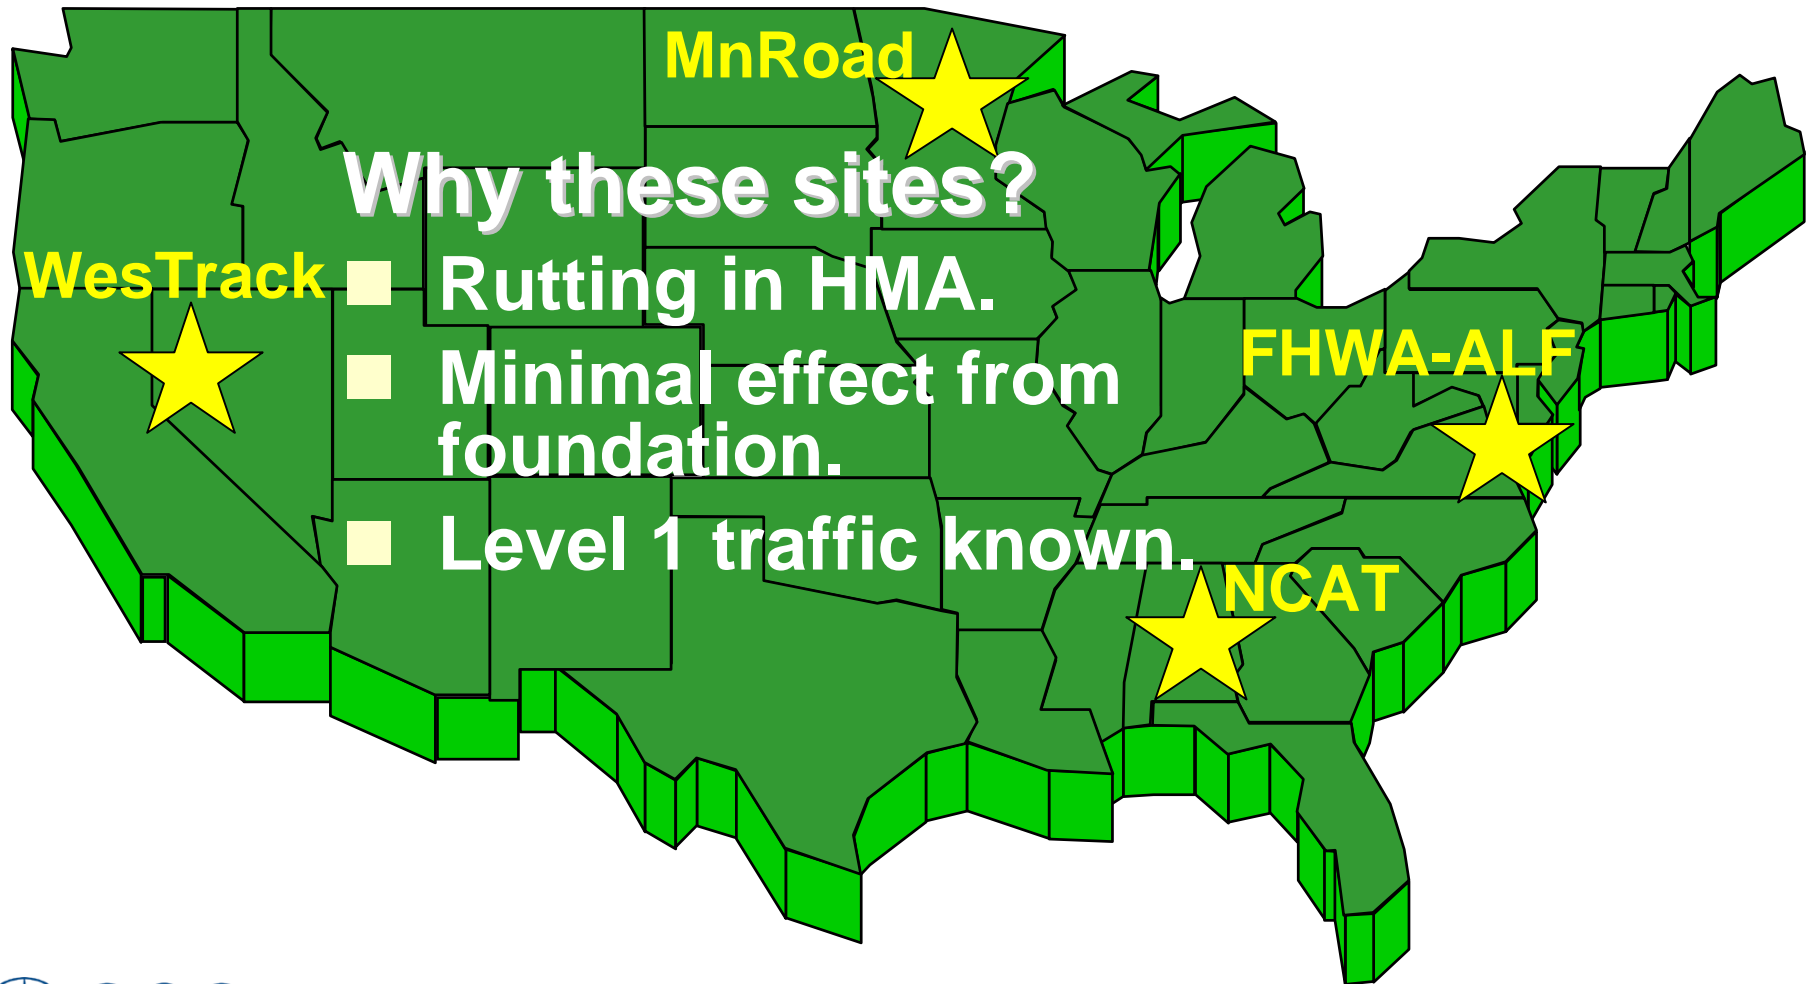 MnRoad
Why these sites?
WesTrack
Rutting in HMA.
FHWA-ALF
Minimal effect from
foundation.
Level 1 traffic known.
NCAT